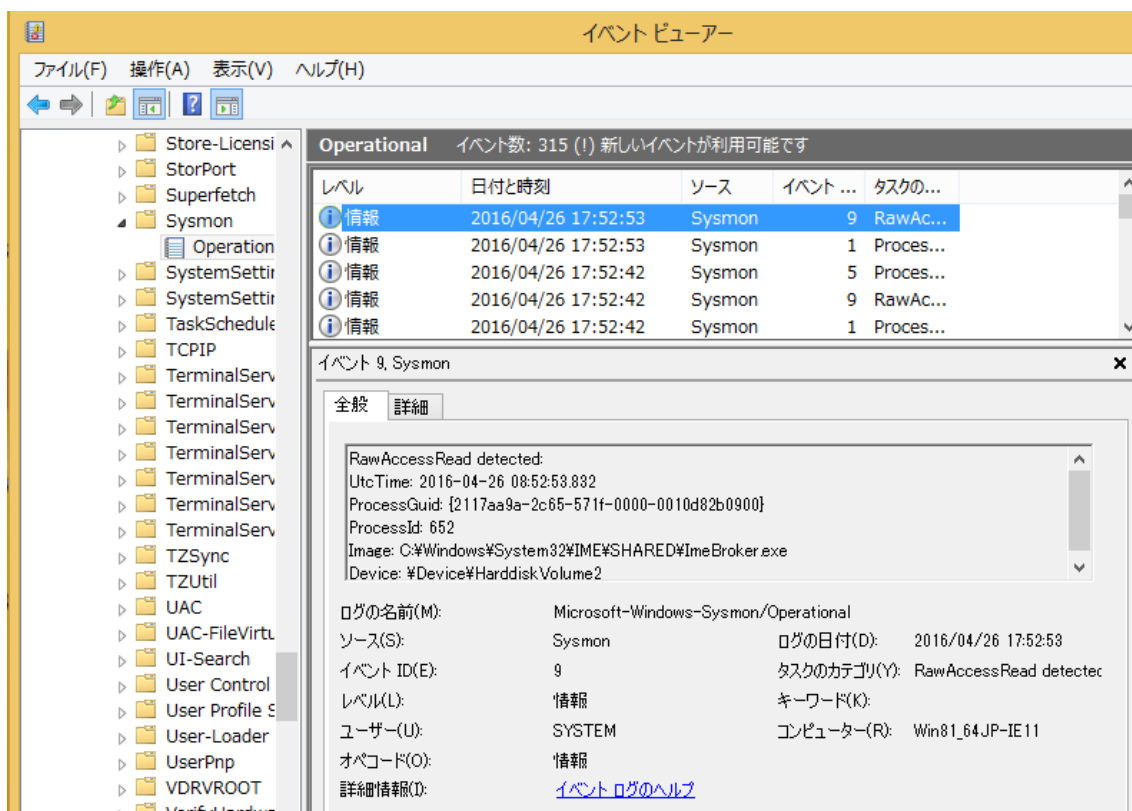 イベント ビューアー
ファイル(F) 操作(A) 表示(V) ヘルプ(H)
Store-Licensi
StorPort
Superfetch
Sysmon
Operation
SystemSettin
SystemSettin
TaskSchedule
TCPIP
TerminalServ
TerminalServ
TerminalServ
TerminalServ
TerminalServ
TerminalServ
TerminalServ
TZSync
TZUtil
UAC
UAC-FileVirtu
UI-Search
User Control
User Profile S
User-Loader
UserPnp
VDRVROOT
Operational イベント数: 315 (!) 新しいイベントが利用可能です
レベル 日付と時刻 ソース イベント ... タスクの...
情報 2016/04/26 17:52:53 Sysmon 9 RawAc...
情報 2016/04/26 17:52:53 Sysmon 1 Proces...
情報 2016/04/26 17:52:42 Sysmon 5 Proces...
情報 2016/04/26 17:52:42 Sysmon 9 RawAc...
情報 2016/04/26 17:52:42 Sysmon 1 Proces...
イベント 9, Sysmon
全般 詳細
RawAccessRead detected:
UtcTime: 2016-04-26 08:52:53.832
ProcessGuid: {2117aa9a-2c65-571f-0000-0010d82b0900}
ProcessId: 652
Image: C:¥Windows¥System32¥IME¥SHARED¥ImeBroker.exe
Device: ¥Device¥HarddiskVolume2
ログの名前(M): Microsoft-Windows-Sysmon/Operational
ソース(S): Sysmon ログの日付(D): 2016/04/26 17:52:53
イベント ID(E): 9 タスクのカテゴリ(Y): RawAccessRead detectec
レベル(L): 情報 キーワード(K):
ユーザー(U): SYSTEM コンピューター(R): Win81_64JP-IE11
オペコード(O): 情報
詳細情報(I): イベント ログのヘルプ